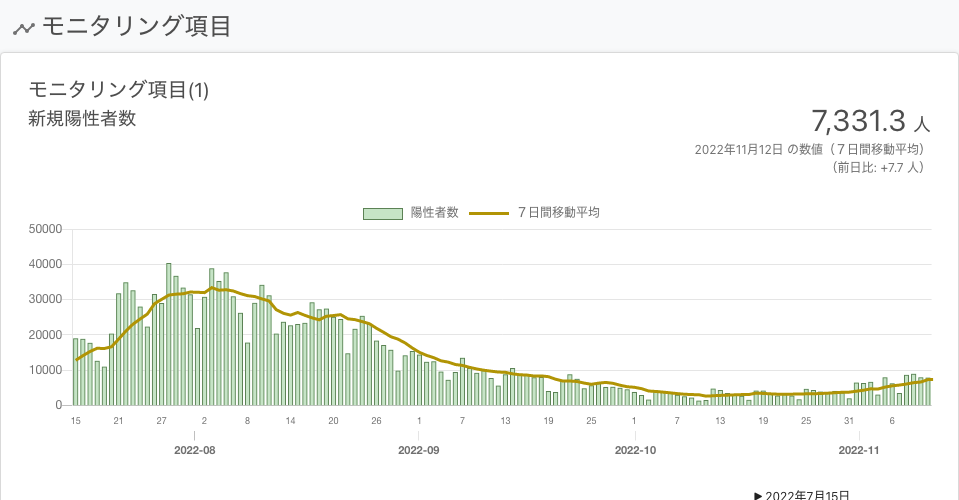 モニタリング項目
モニタリング項目(1)
新規陽性者数
7,331.3 人
2022年11月12日 の数値（７日間移動平均）
（前日比: +7.7 人）
陽性者数 ７日間移動平均
50000
40000
30000
20000
10000
0
15 21 27 2 8 14 20 26 1 7 13 19 25 1 7 13 19 25 31 6
2022-08 2022-09 2022-10 2022-11
▶ 2022年7月15日